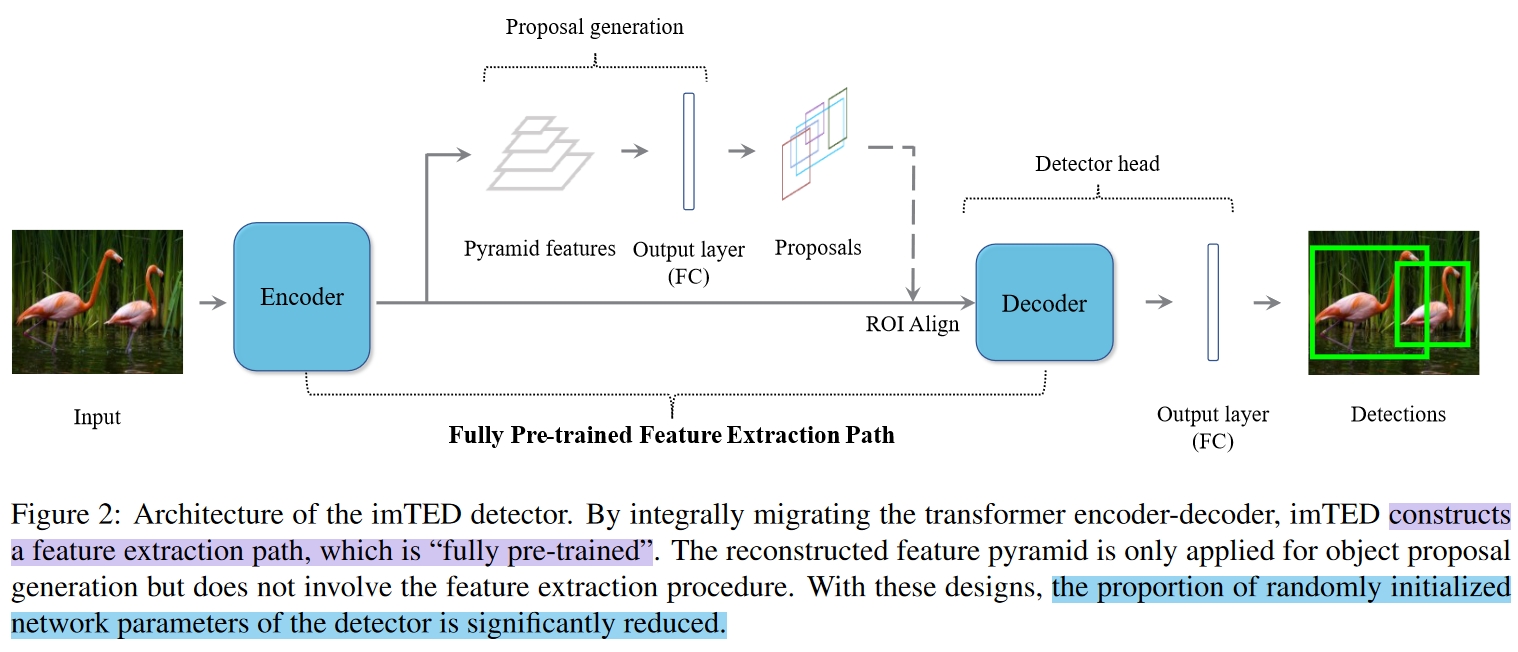 Proposal generation
Detector head
Pyramid features
Output layer
(FC)
Proposals
Encoder
Decoder
ROI Align
Input
Fully Pre-trained Feature Extraction Path
Output layer
(FC)
Detections
Figure 2: Architecture of the imTED detector. By integrally migrating the transformer encoder-decoder, imTED constructs
a feature extraction path, which is “fully pre-trained”. The reconstructed feature pyramid is only applied for object proposal
generation but does not involve the feature extraction procedure. With these designs, the proportion of randomly initialized
network parameters of the detector is significantly reduced.